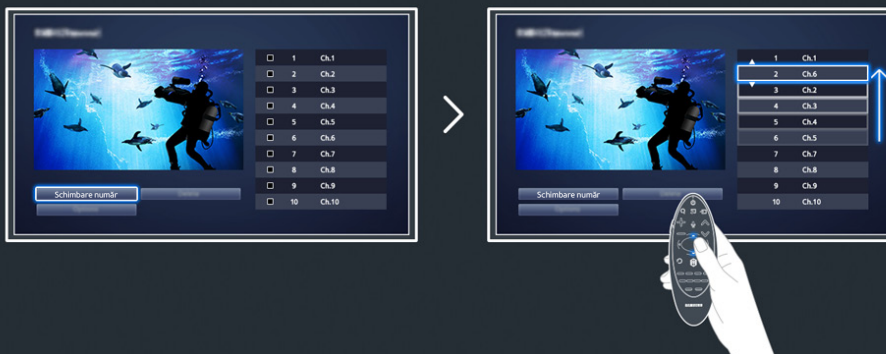 1 Ch.1
2 Ch.2
3 Ch.3
4 Ch.4
5 Ch.5
6 Ch.6
7 Ch.7
8 Ch.8
9 Ch.9
10 Ch.10
Schimbare număr
1 Ch.1
2 Ch.6
3 Ch.2
4 Ch.3
5 Ch.4
6 Ch.5
7 Ch.7
8 Ch.8
9 Ch.9
10 Ch.10
Schimbare număr